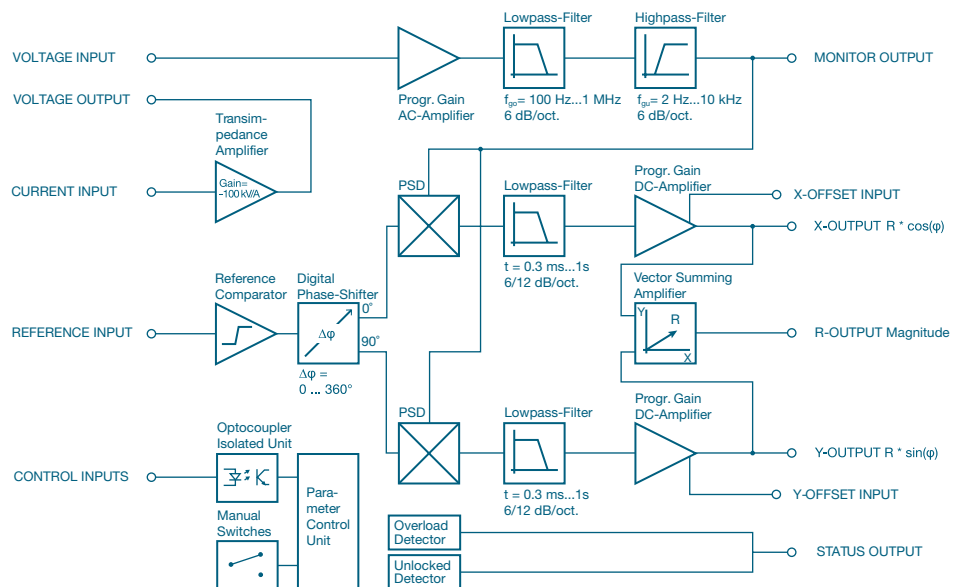 Lowpass-Filter
Highpass-Filter
VOLTAGE INPUT
MONITOR OUTPUT
VOLTAGE OUTPUT
Progr. Gain
AC-Amplifier
fgo= 100 Hz...1 MHz
6 dB/oct.
fgu= 2 Hz...10 kHz
6 dB/oct.
Transim-
pedance
Amplifier
CURRENT INPUT
Gain=
-100 kV/A
PSD
Lowpass-Filter
Progr. Gain
DC-Amplifier
X-OFFSET INPUT
X-OUTPUT R * cos(φ)
t = 0.3 ms...1s
6/12 dB/oct.
Reference
Comparator
Digital
Phase-Shifter
Vector Summing
Amplifier
0°
Δφ
90°
REFERENCE INPUT
Y
R
X
R-OUTPUT Magnitude
Δφ =
0 ... 360°
PSD
Lowpass-Filter
Progr. Gain
DC-Amplifier
Optocoupler
Isolated Unit
Y-OUTPUT R * sin(φ)
CONTROL INPUTS
Para-
meter
Control
Unit
t = 0.3 ms...1s
6/12 dB/oct.
Y-OFFSET INPUT
Manual
Switches
Overload
Detector
STATUS OUTPUT
Unlocked
Detector